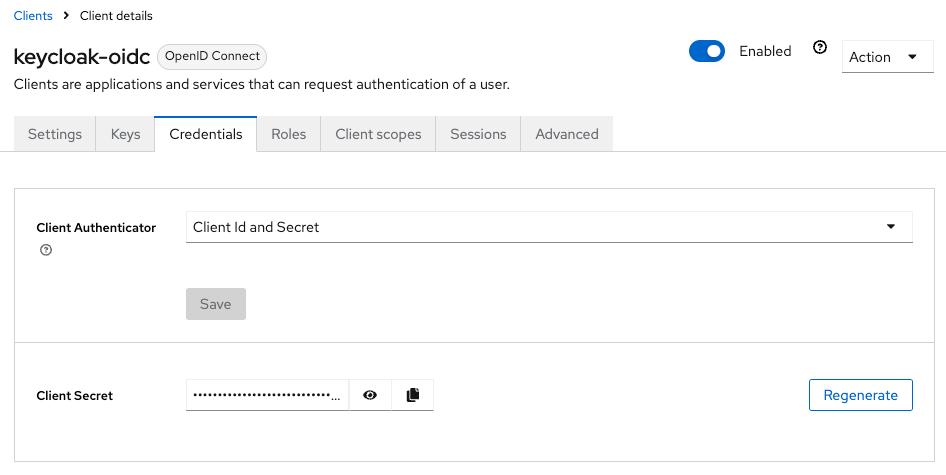 Clients > Client details
keycloak-oidc OpenID Connect
Enabled
Action
Clients are applications and services that can request authentication of a user.
Settings Keys Credentials Roles Client scopes Sessions Advanced
Client Authenticator
Client Id and Secret
Save
Client Secret
••••••••••••••••••••••••••••...
Regenerate